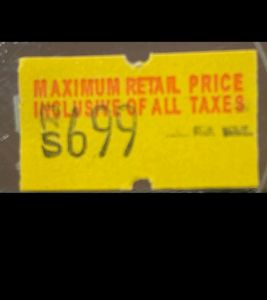 MAXIMUM RETAIL PRICE
INCLUSIVE OF ALL TAXES
S699